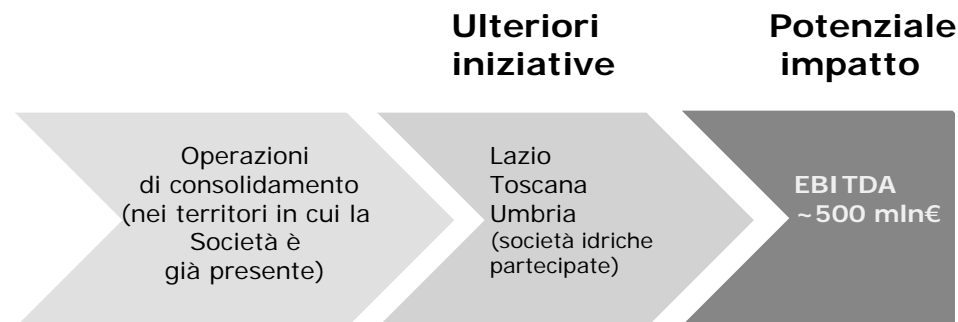 Ulteriori
iniziative
Potenziale
impatto
Operazioni
di consolidamento
(nei territori in cui la
Società è
già presente)
Lazio
Toscana
Umbria
(società idriche
partecipate)
EBITDA
~500 mln€